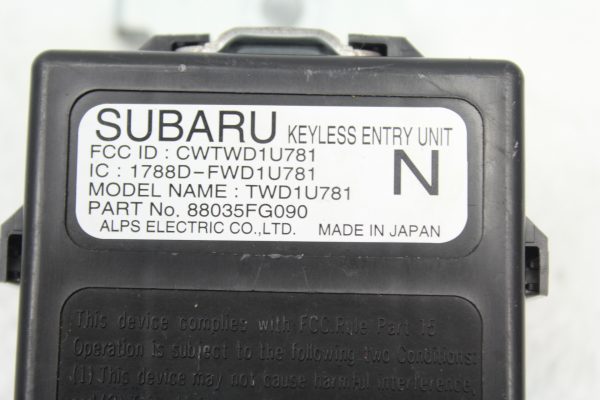 SUBARU KEYLESS ENTRY UNIT
FCC ID : CWTWD1U781
IC : 1788D-FWD1U781
MODEL NAME : TWD1U781
N
PART No. 88035FG090
ALPS ELECTRIC CO.,LTD. MADE IN JAPAN
This device complies with FCC Rule Part 15
Operation is subject to the following two Conditions:
(1) This device may not cause harmful interference,